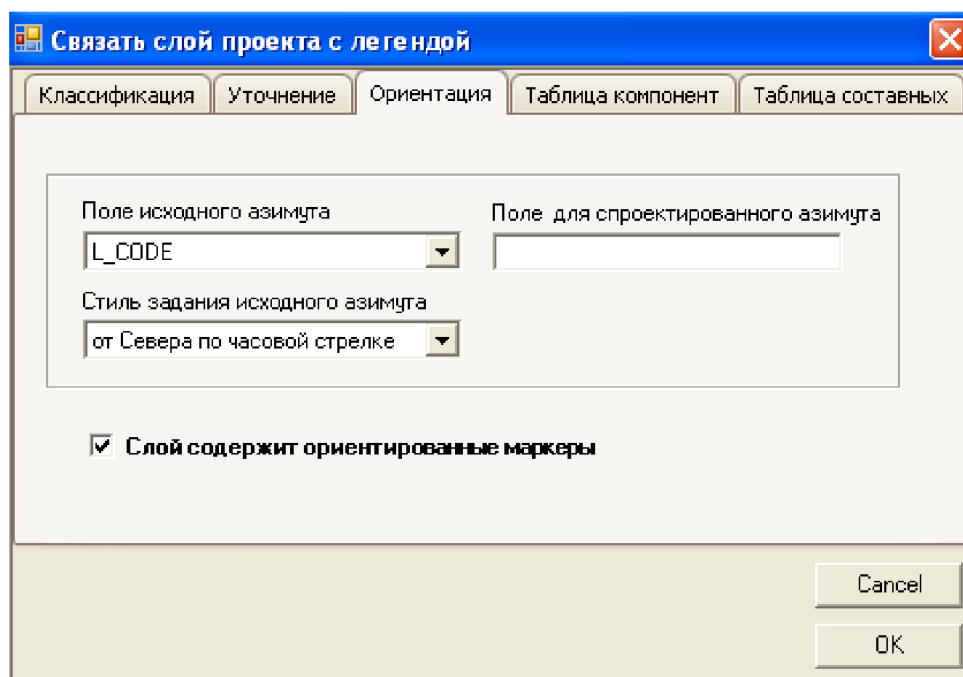 Связать слой проекта с легендой
Классификация Уточнение Ориентация Таблица компонент Таблица составных
Поле исходного азимута Поле для спроектированного азимута
L_CODE
Стиль задания исходного азимута
от Севера по часовой стрелке
Слой содержит ориентированные маркеры
Cancel
OK